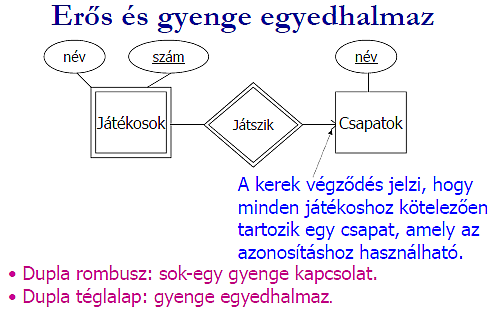 Erős és gyenge egyedhalmaz
név
szám
név
Játékosok
Játszik
Csapatok
A kerek végződés jelzi, hogy
minden játékoshoz kötelezően
tartozik egy csapat, amely az
azonosításhoz használható.
• Dupla rombusz: sok-egy gyenge kapcsolat.
• Dupla téglalap: gyenge egyedhalmaz.